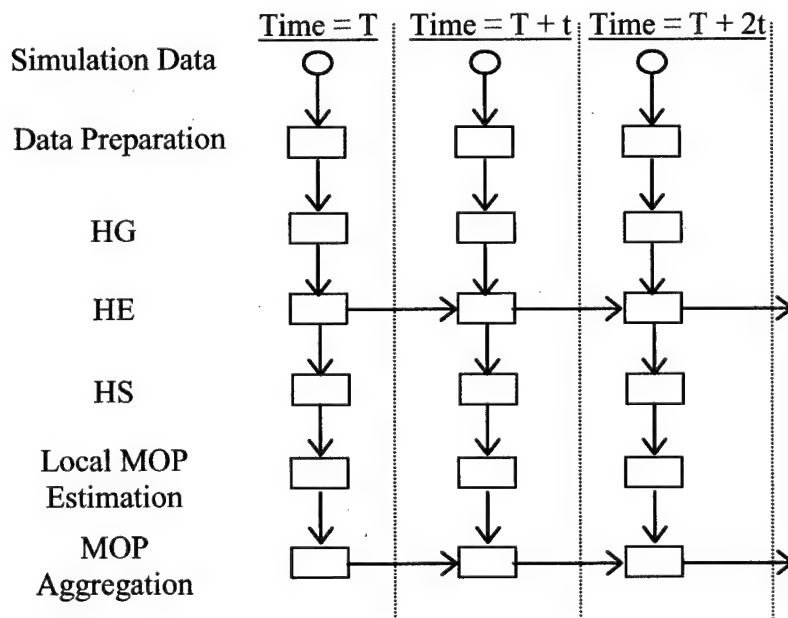 Time = T
Time = T + t
Time = T + 2t
Simulation Data
Data Preparation
HG
HE
HS
Local MOP
Estimation
MOP
Aggregation